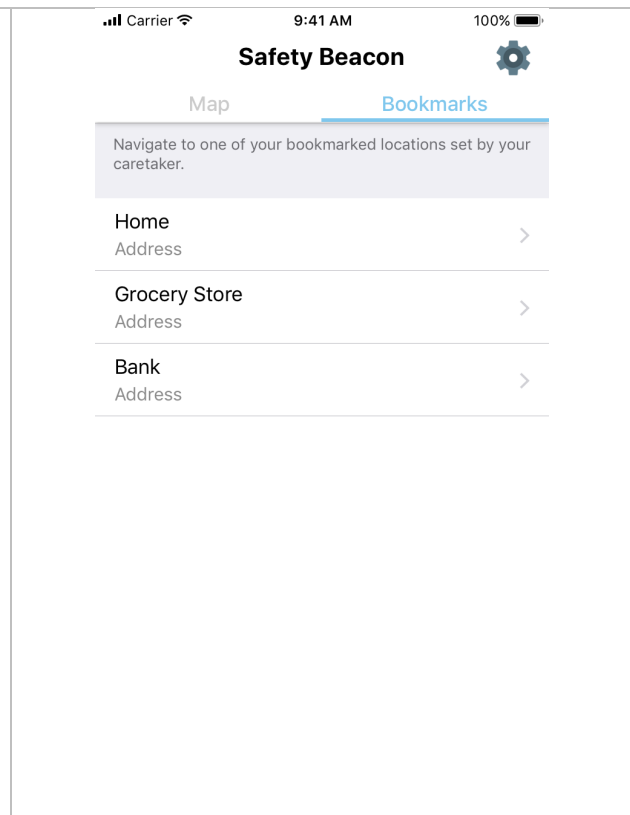 Carrier 9:41 AM 100%
Safety Beacon
Map Bookmarks
Navigate to one of your bookmarked locations set by your
caretaker.
Home
Address
Grocery Store
Address
Bank
Address